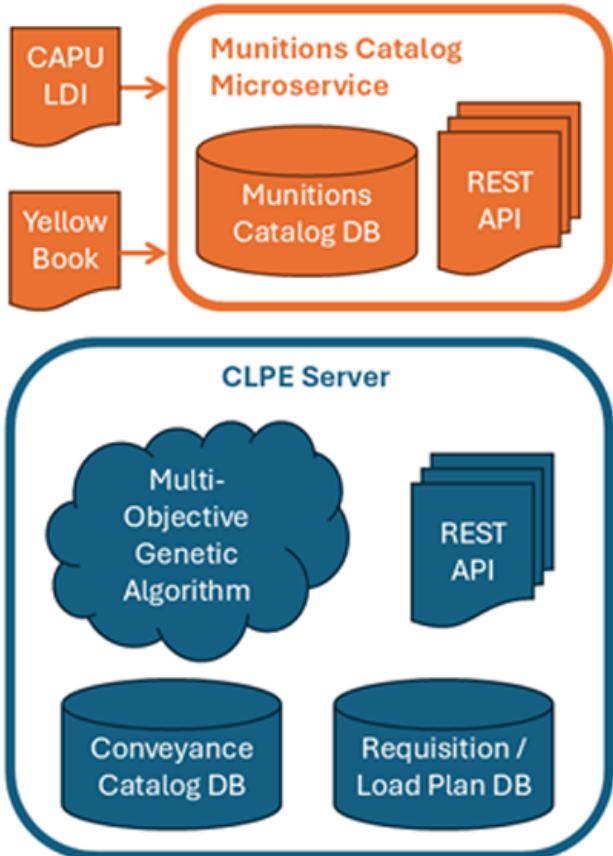 CAPU
LDI
Munitions Catalog
Microservice
Munitions
Catalog DB
REST
API
Yellow
Book
CLPE Server
Multi-
Objective
Genetic
Algorithm
REST
API
Conveyance
Catalog DB
Requisition /
Load Plan DB